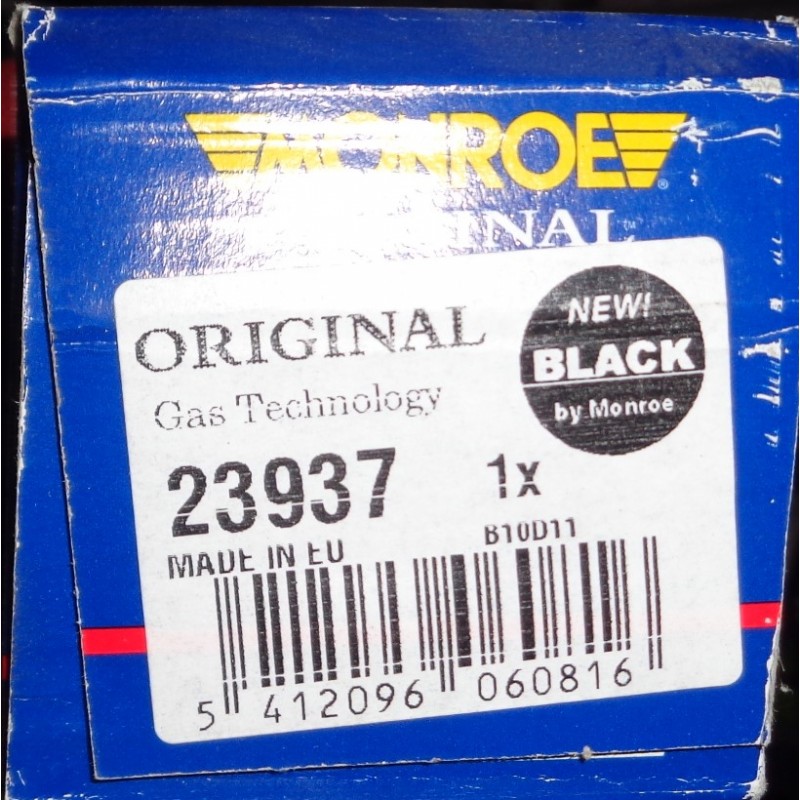 MONROE®
ORIGINAL
Gas Technology
NEW!
BLACK
by Monroe
23937
1x
B10D11
MADE IN EU
5 412096 060816